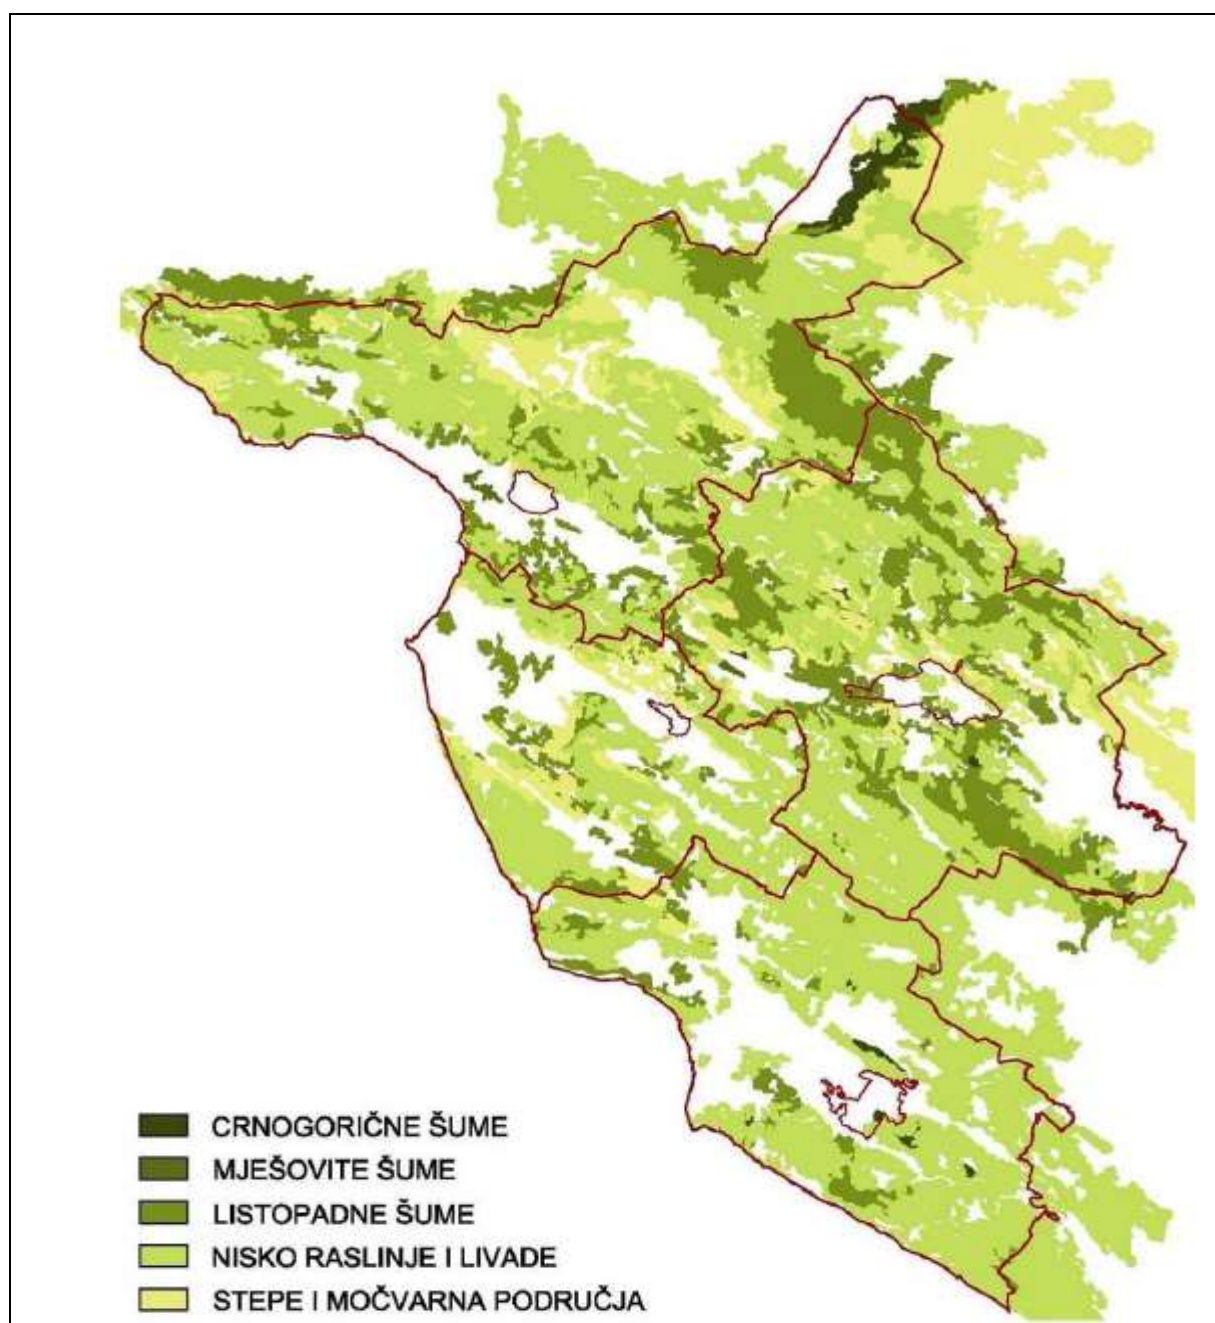 CRNOGORIČNE ŠUME
MJEŠOVITE ŠUME
LISTOPADNE ŠUME
NISKO RASLINJE I LIVADE
STEPE I MOČVARNA PODRUČJA